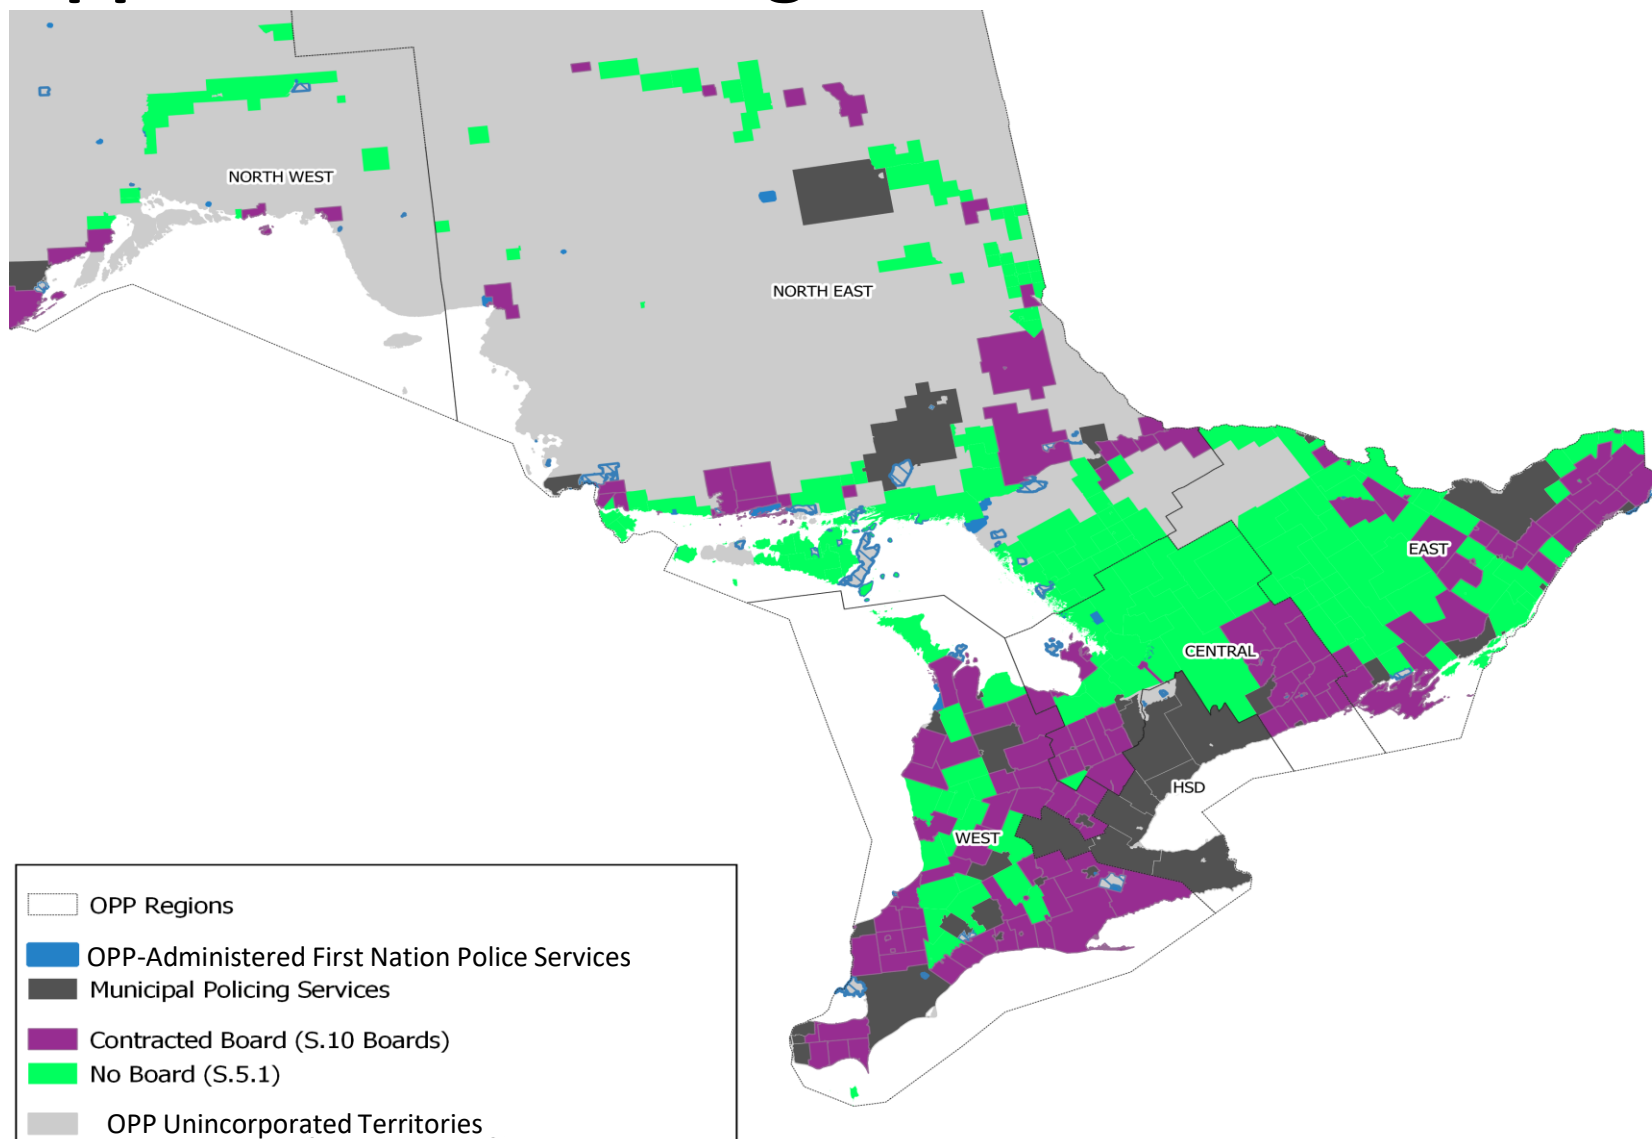 NORTH WEST
NORTH EAST
EAST
CENTRAL
HSD
WEST
OPP Regions
OPP-Administered First Nation Police Services
Municipal Policing Services
Contracted Board (S.10 Boards)
No Board (S.5.1)
OPP Unincorporated Territories